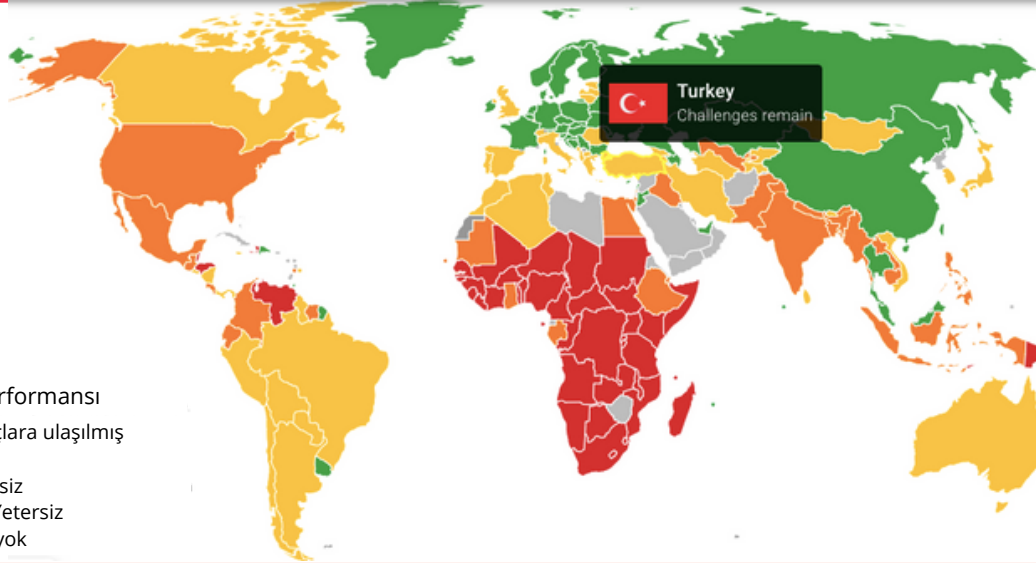 Turkey
Challenges remain
rformansı
lara ulaşılmış
siz
etersiz
yok